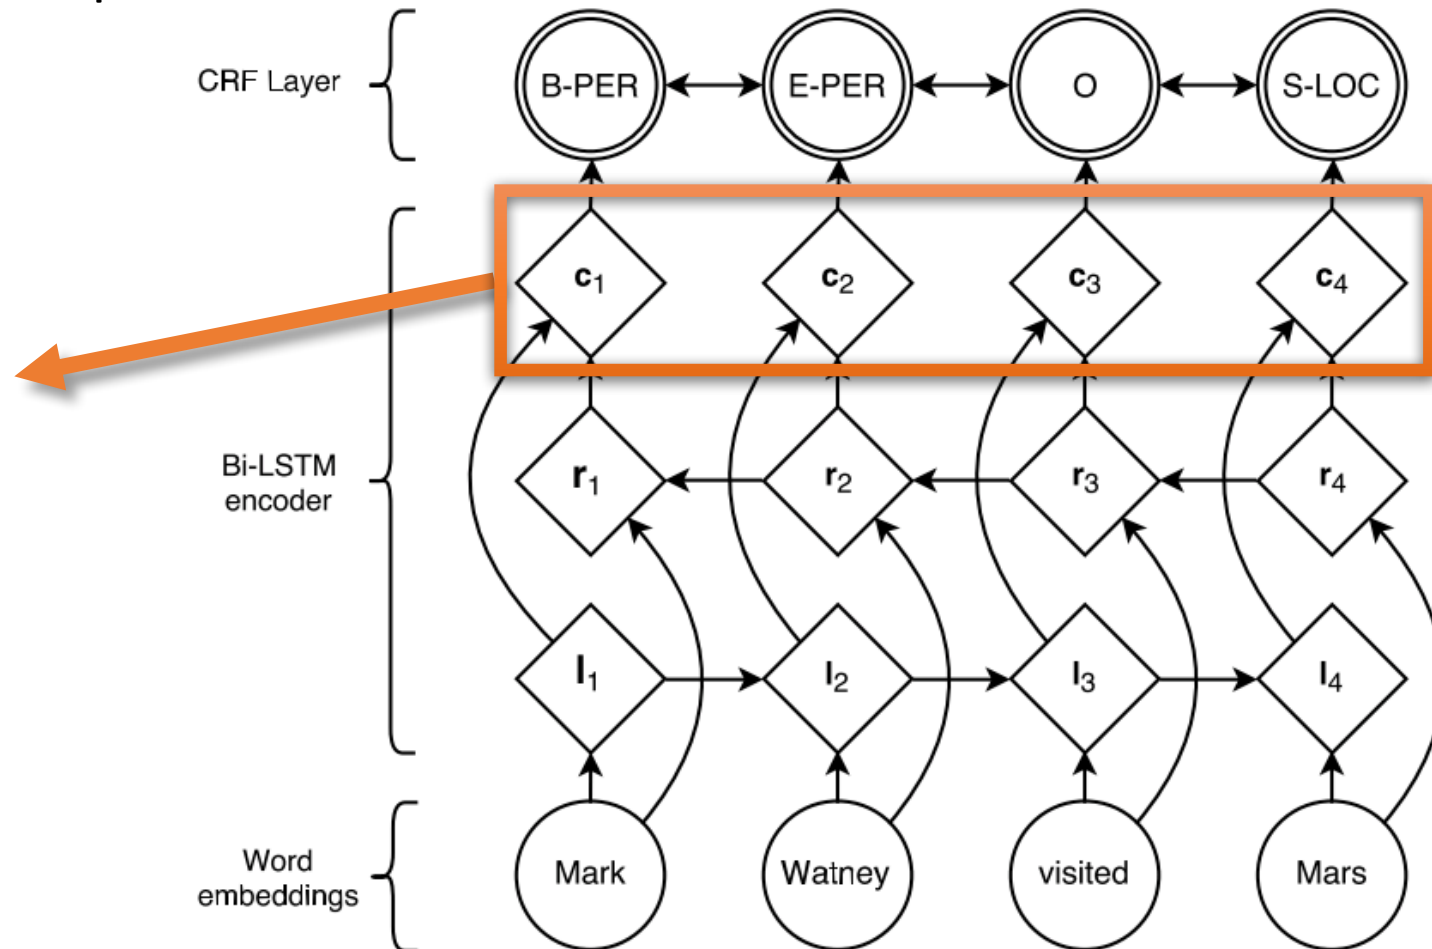 CRF Layer
B-PER
E-PER
O
S-LOC
c1
c2
c3
c4
Bi-LSTM
encoder
r1
r2
r3
r4
l1
l2
l3
l4
Word
embeddings
Mark
Watney
visited
Mars